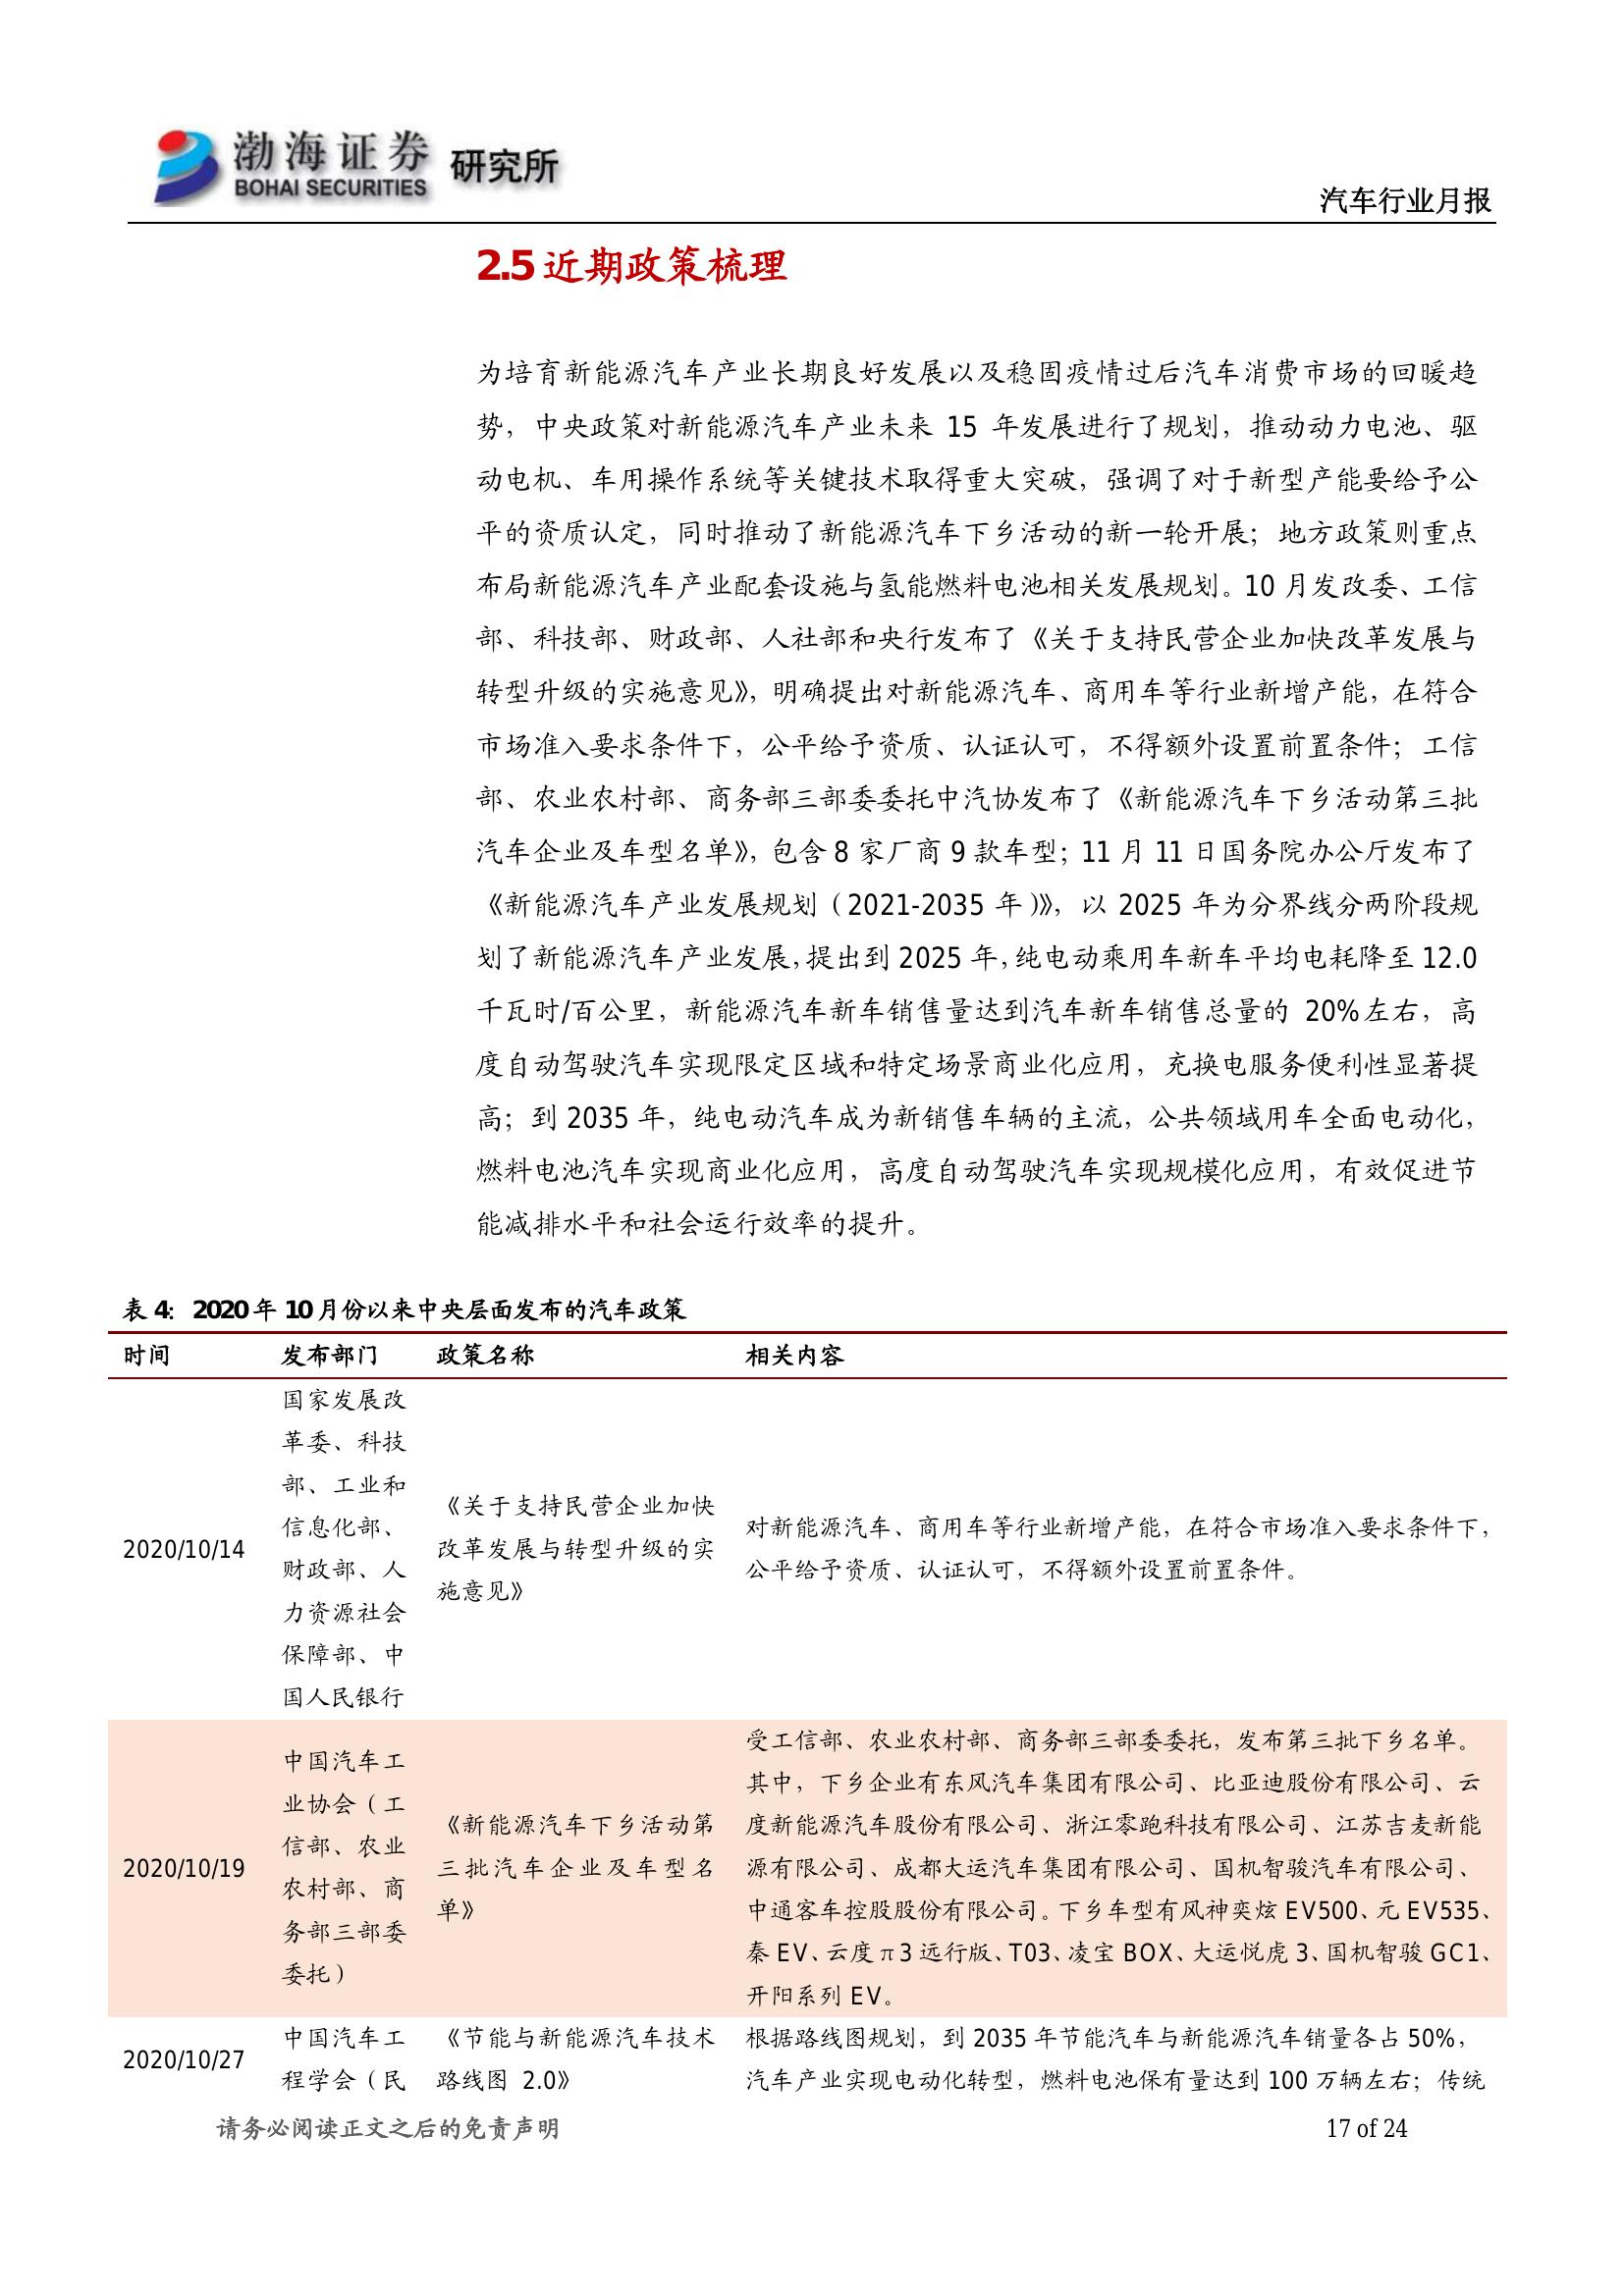 渤海证券 研究所
BOHAI SECURITIES
汽车行业月报
2.5 近期政策梳理
为培育新能源汽车产业长期良好发展以及稳固疫情过后汽车消费市场的回暖趋
势，中央政策对新能源汽车产业未来 15 年发展进行了规划，推动动力电池、驱
动电机、车用操作系统等关键技术取得重大突破，强调了对于新型产能要给予公
平的资质认定，同时推动了新能源汽车下乡活动的新一轮开展；地方政策则重点
布局新能源汽车产业配套设施与氢能燃料电池相关发展规划。10 月发改委、工信
部、科技部、财政部、人社部和央行发布了《关于支持民营企业加快改革发展与
转型升级的实施意见》，明确提出对新能源汽车、商用车等行业新增产能，在符合
市场准入要求条件下，公平给予资质、认证认可，不得额外设置前置条件；工信
部、农业农村部、商务部三部委委托中汽协发布了《新能源汽车下乡活动第三批
汽车企业及车型名单》，包含 8 家厂商 9 款车型；11 月 11 日国务院办公厅发布了
《新能源汽车产业发展规划（2021-2035 年）》，以 2025 年为分界线分两阶段规
划了新能源汽车产业发展，提出到 2025 年，纯电动乘用车新车平均电耗降至 12.0
千瓦时/百公里，新能源汽车新车销售量达到汽车新车销售总量的 20%左右，高
度自动驾驶汽车实现限定区域和特定场景商业化应用，充换电服务便利性显著提
高；到 2035 年，纯电动汽车成为新销售车辆的主流，公共领域用车全面电动化，
燃料电池汽车实现商业化应用，高度自动驾驶汽车实现规模化应用，有效促进节
能减排水平和社会运行效率的提升。
表 4：2020 年 10 月份以来中央层面发布的汽车政策
时间 发布部门 政策名称 相关内容
2020/10/14
国家发展改
革委、科技
部、工业和
信息化部、
财政部、人
力资源社会
保障部、中
国人民银行
《关于支持民营企业加快
改革发展与转型升级的实
施意见》
对新能源汽车、商用车等行业新增产能，在符合市场准入要求条件下，
公平给予资质、认证认可，不得额外设置前置条件。
2020/10/19
中国汽车工
业协会（工
信部、农业
农村部、商
务部三部委
委托）
《新能源汽车下乡活动第
三批汽车企业及车型名
单》
受工信部、农业农村部、商务部三部委委托，发布第三批下乡名单。
其中，下乡企业有东风汽车集团有限公司、比亚迪股份有限公司、云
度新能源汽车股份有限公司、浙江零跑科技有限公司、江苏吉麦新能
源有限公司、成都大运汽车集团有限公司、国机智骏汽车有限公司、
中通客车控股股份有限公司。下乡车型有风神奕炫 EV500、元 EV535、
秦 EV、云度 π3 远行版、T03、凌宝 BOX、大运悦虎 3、国机智骏 GC1、
开阳系列 EV。
2020/10/27
中国汽车工
程学会（民
《节能与新能源汽车技术
路线图 2.0》
根据路线图规划，到 2035 年节能汽车与新能源汽车销量各占 50%，
汽车产业实现电动化转型，燃料电池保有量达到 100 万辆左右；传统
请务必阅读正文之后的免责声明
17 of 24